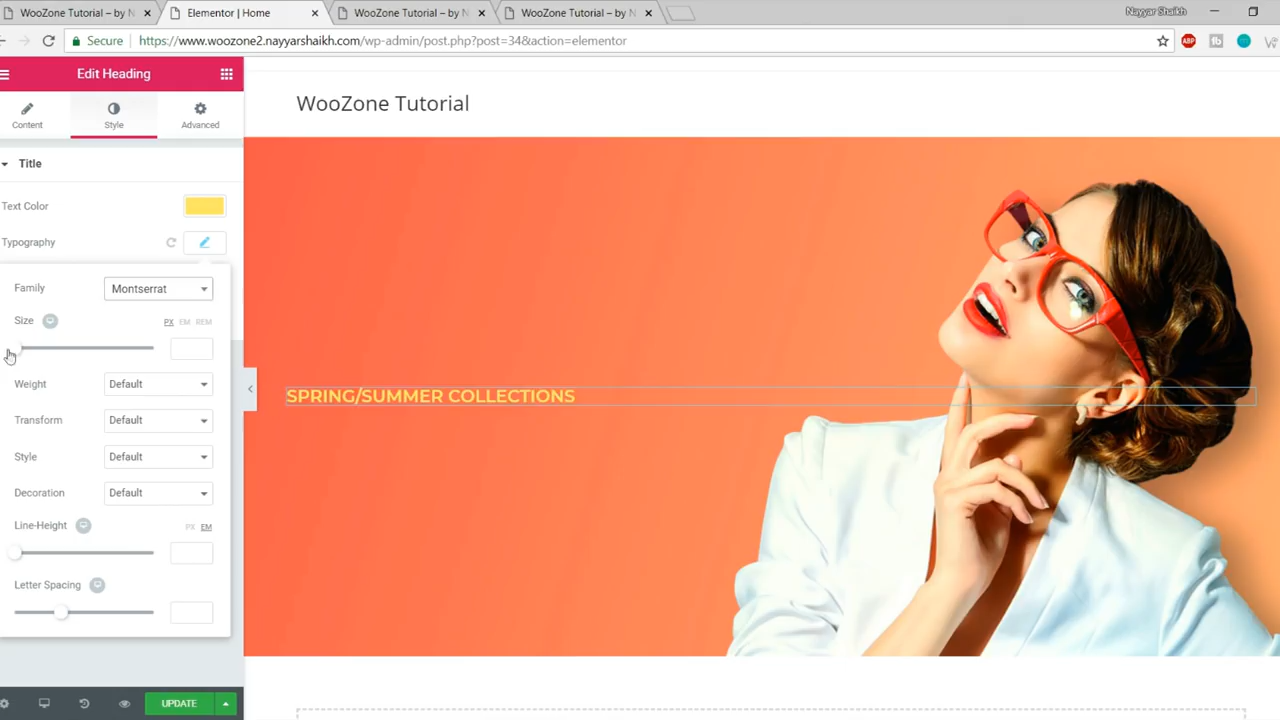 WooZone Tutorial – by N
Elementor | Home
WooZone Tutorial – by N
WooZone Tutorial – by N
Nayyar Shaikh
Secure
https://www.woozone2.nayyarshaikh.com/wp-admin/post.php?post=34&action=elementor
ABP
Edit Heading
Content
Style
Advanced
Title
Text Color
Typography
Family
Montserrat
Size
PX EM REM
Weight
Default
Transform
Default
Style
Default
Decoration
Default
Line-Height
PX EM
Letter Spacing
UPDATE
WooZone Tutorial
SPRING/SUMMER COLLECTIONS